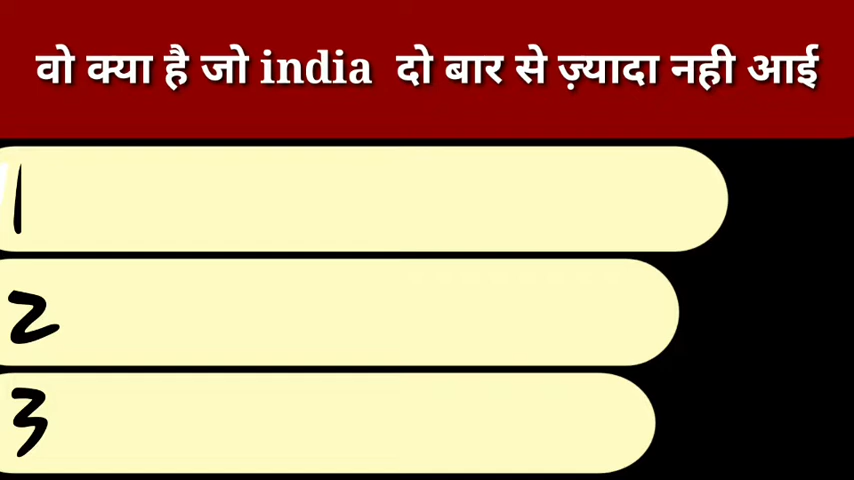 वो क्या है जो india दो बार से ज़्यादा नही आई
1
2
3